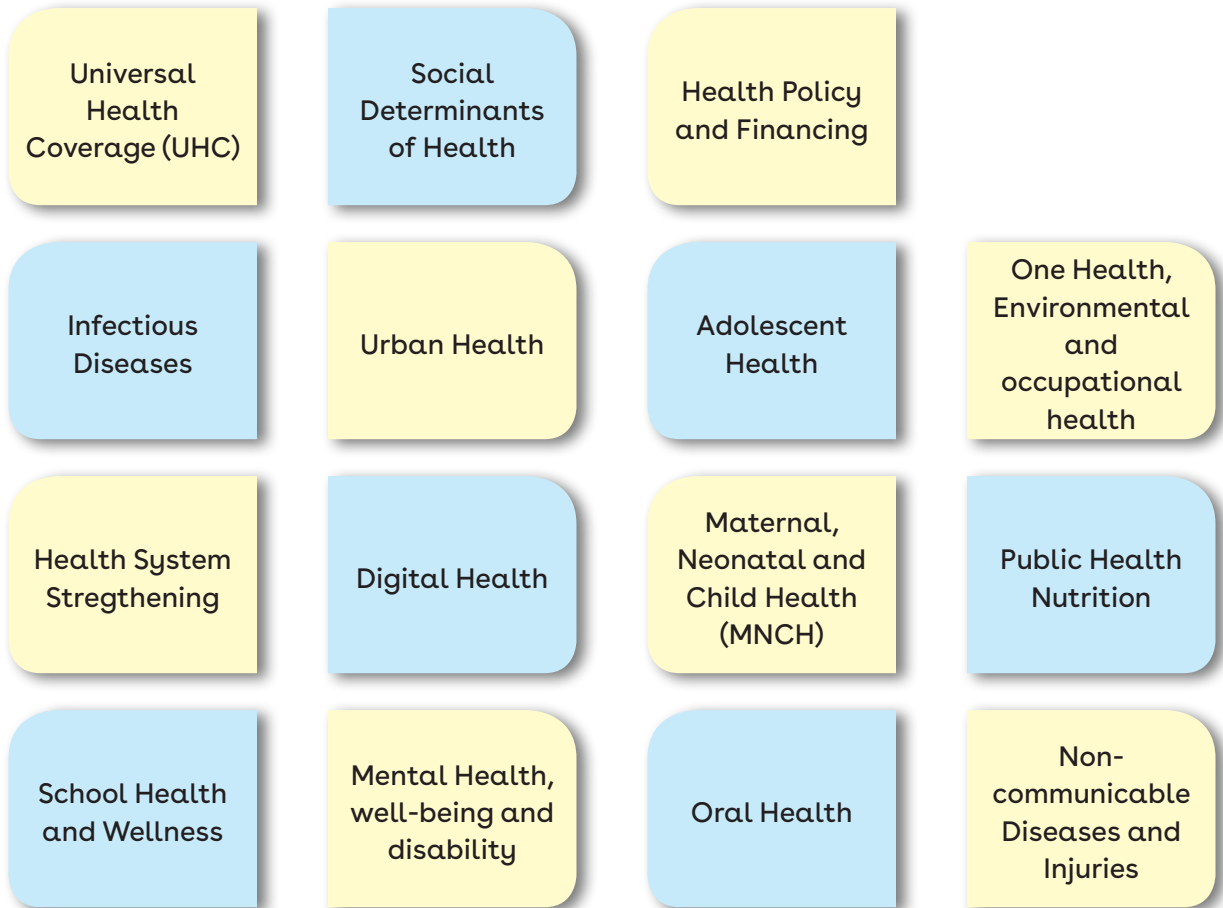 Universal
Health
Coverage (UHC)
Social
Determinants
of Health
Health Policy
and Financing
Infectious
Diseases
Urban Health
Adolescent
Health
One Health,
Environmental
and
occupational
health
Health System
Stregthening
Digital Health
Maternal,
Neonatal and
Child Health
(MNCH)
Public Health
Nutrition
School Health
and Wellness
Mental Health,
well-being and
disability
Oral Health
Non-
communicable
Diseases and
Injuries